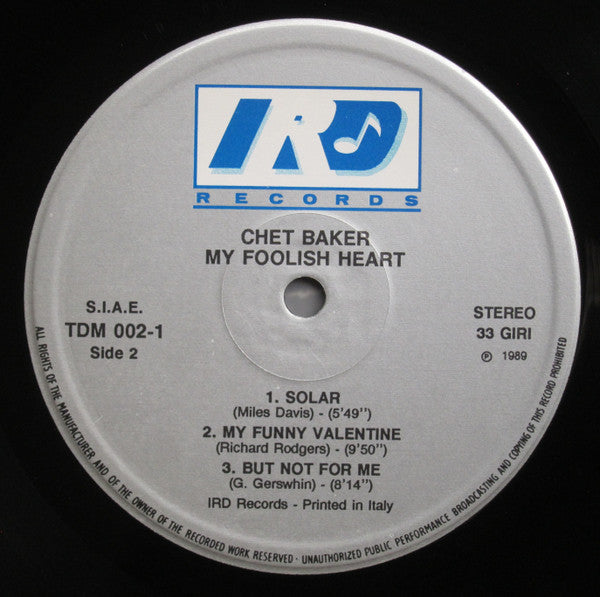 IRD
RECORDS
CHET BAKER
MY FOOLISH HEART
S.I.A.E.
TDM 002-1
Side 2
STEREO
33 GIRI
℗ 1989
1. SOLAR
(Miles Davis) - (5'49'')
2. MY FUNNY VALENTINE
(Richard Rodgers) - (9'50'')
3. BUT NOT FOR ME
(G. Gerswhin) - (8'14'')
IRD Records - Printed in Italy
ALL RIGHTS OF THE MANUFACTURER AND OF THE OWNER OF THE RECORDED WORK RESERVED · UNAUTHORIZED PUBLIC PERFORMANCE BROADCASTING AND COPYING OF THIS RECORD PROHIBITED